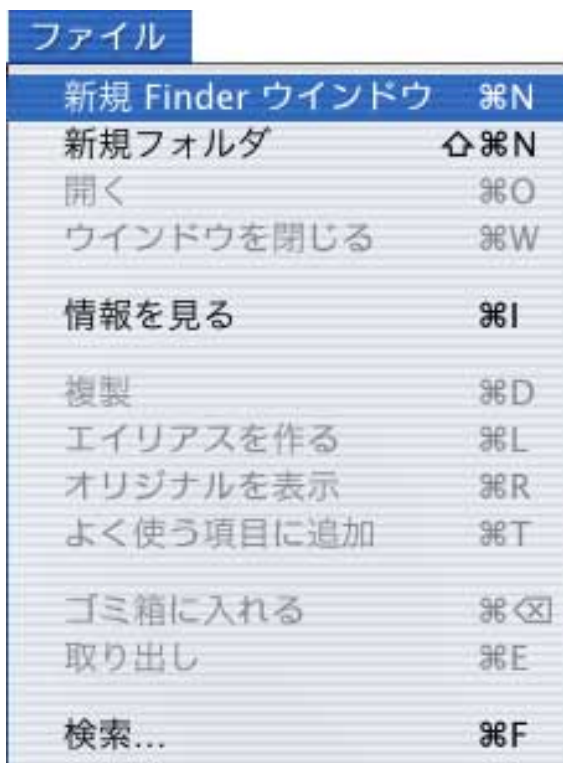 ファイル
新規 Finder ウインドウ ⌘N
新規フォルダ ⇧⌘N
開く ⌘O
ウインドウを閉じる ⌘W
情報を見る ⌘I
複製 ⌘D
エイリアスを作る ⌘L
オリジナルを表示 ⌘R
よく使う項目に追加 ⌘T
ゴミ箱に入れる ⌘⌫
取り出し ⌘E
検索... ⌘F